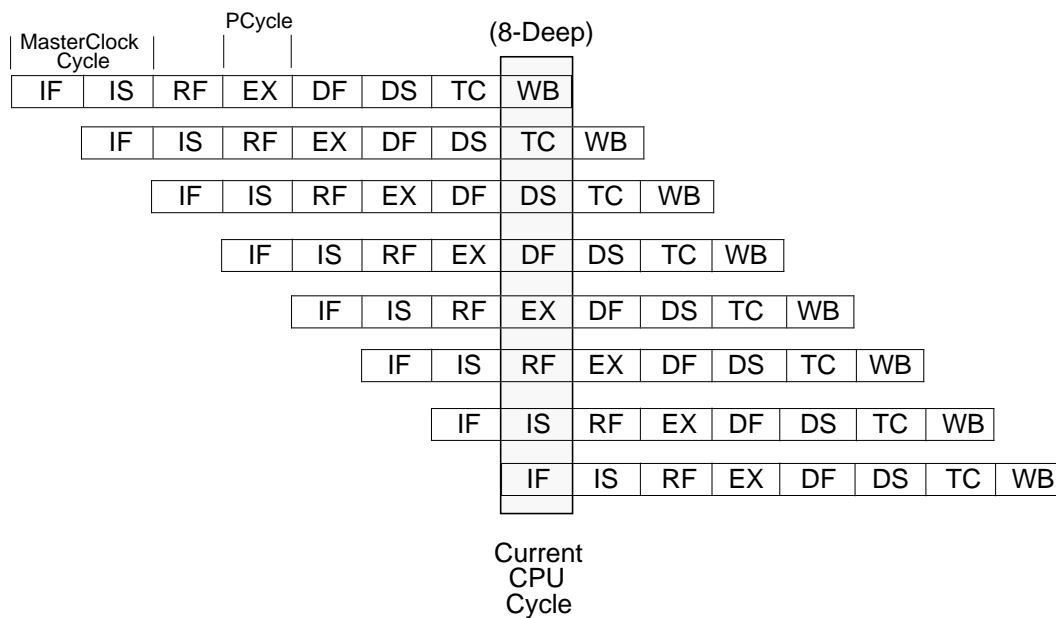 PCycle
(8-Deep)
MasterClock
Cycle
IF IS RF EX DF DS TC WB
IF IS RF EX DF DS TC WB
IF IS RF EX DF DS TC WB
IF IS RF EX DF DS TC WB
IF IS RF EX DF DS TC WB
IF IS RF EX DF DS TC WB
IF IS RF EX DF DS TC WB
IF IS RF EX DF DS TC WB
Current
CPU
Cycle